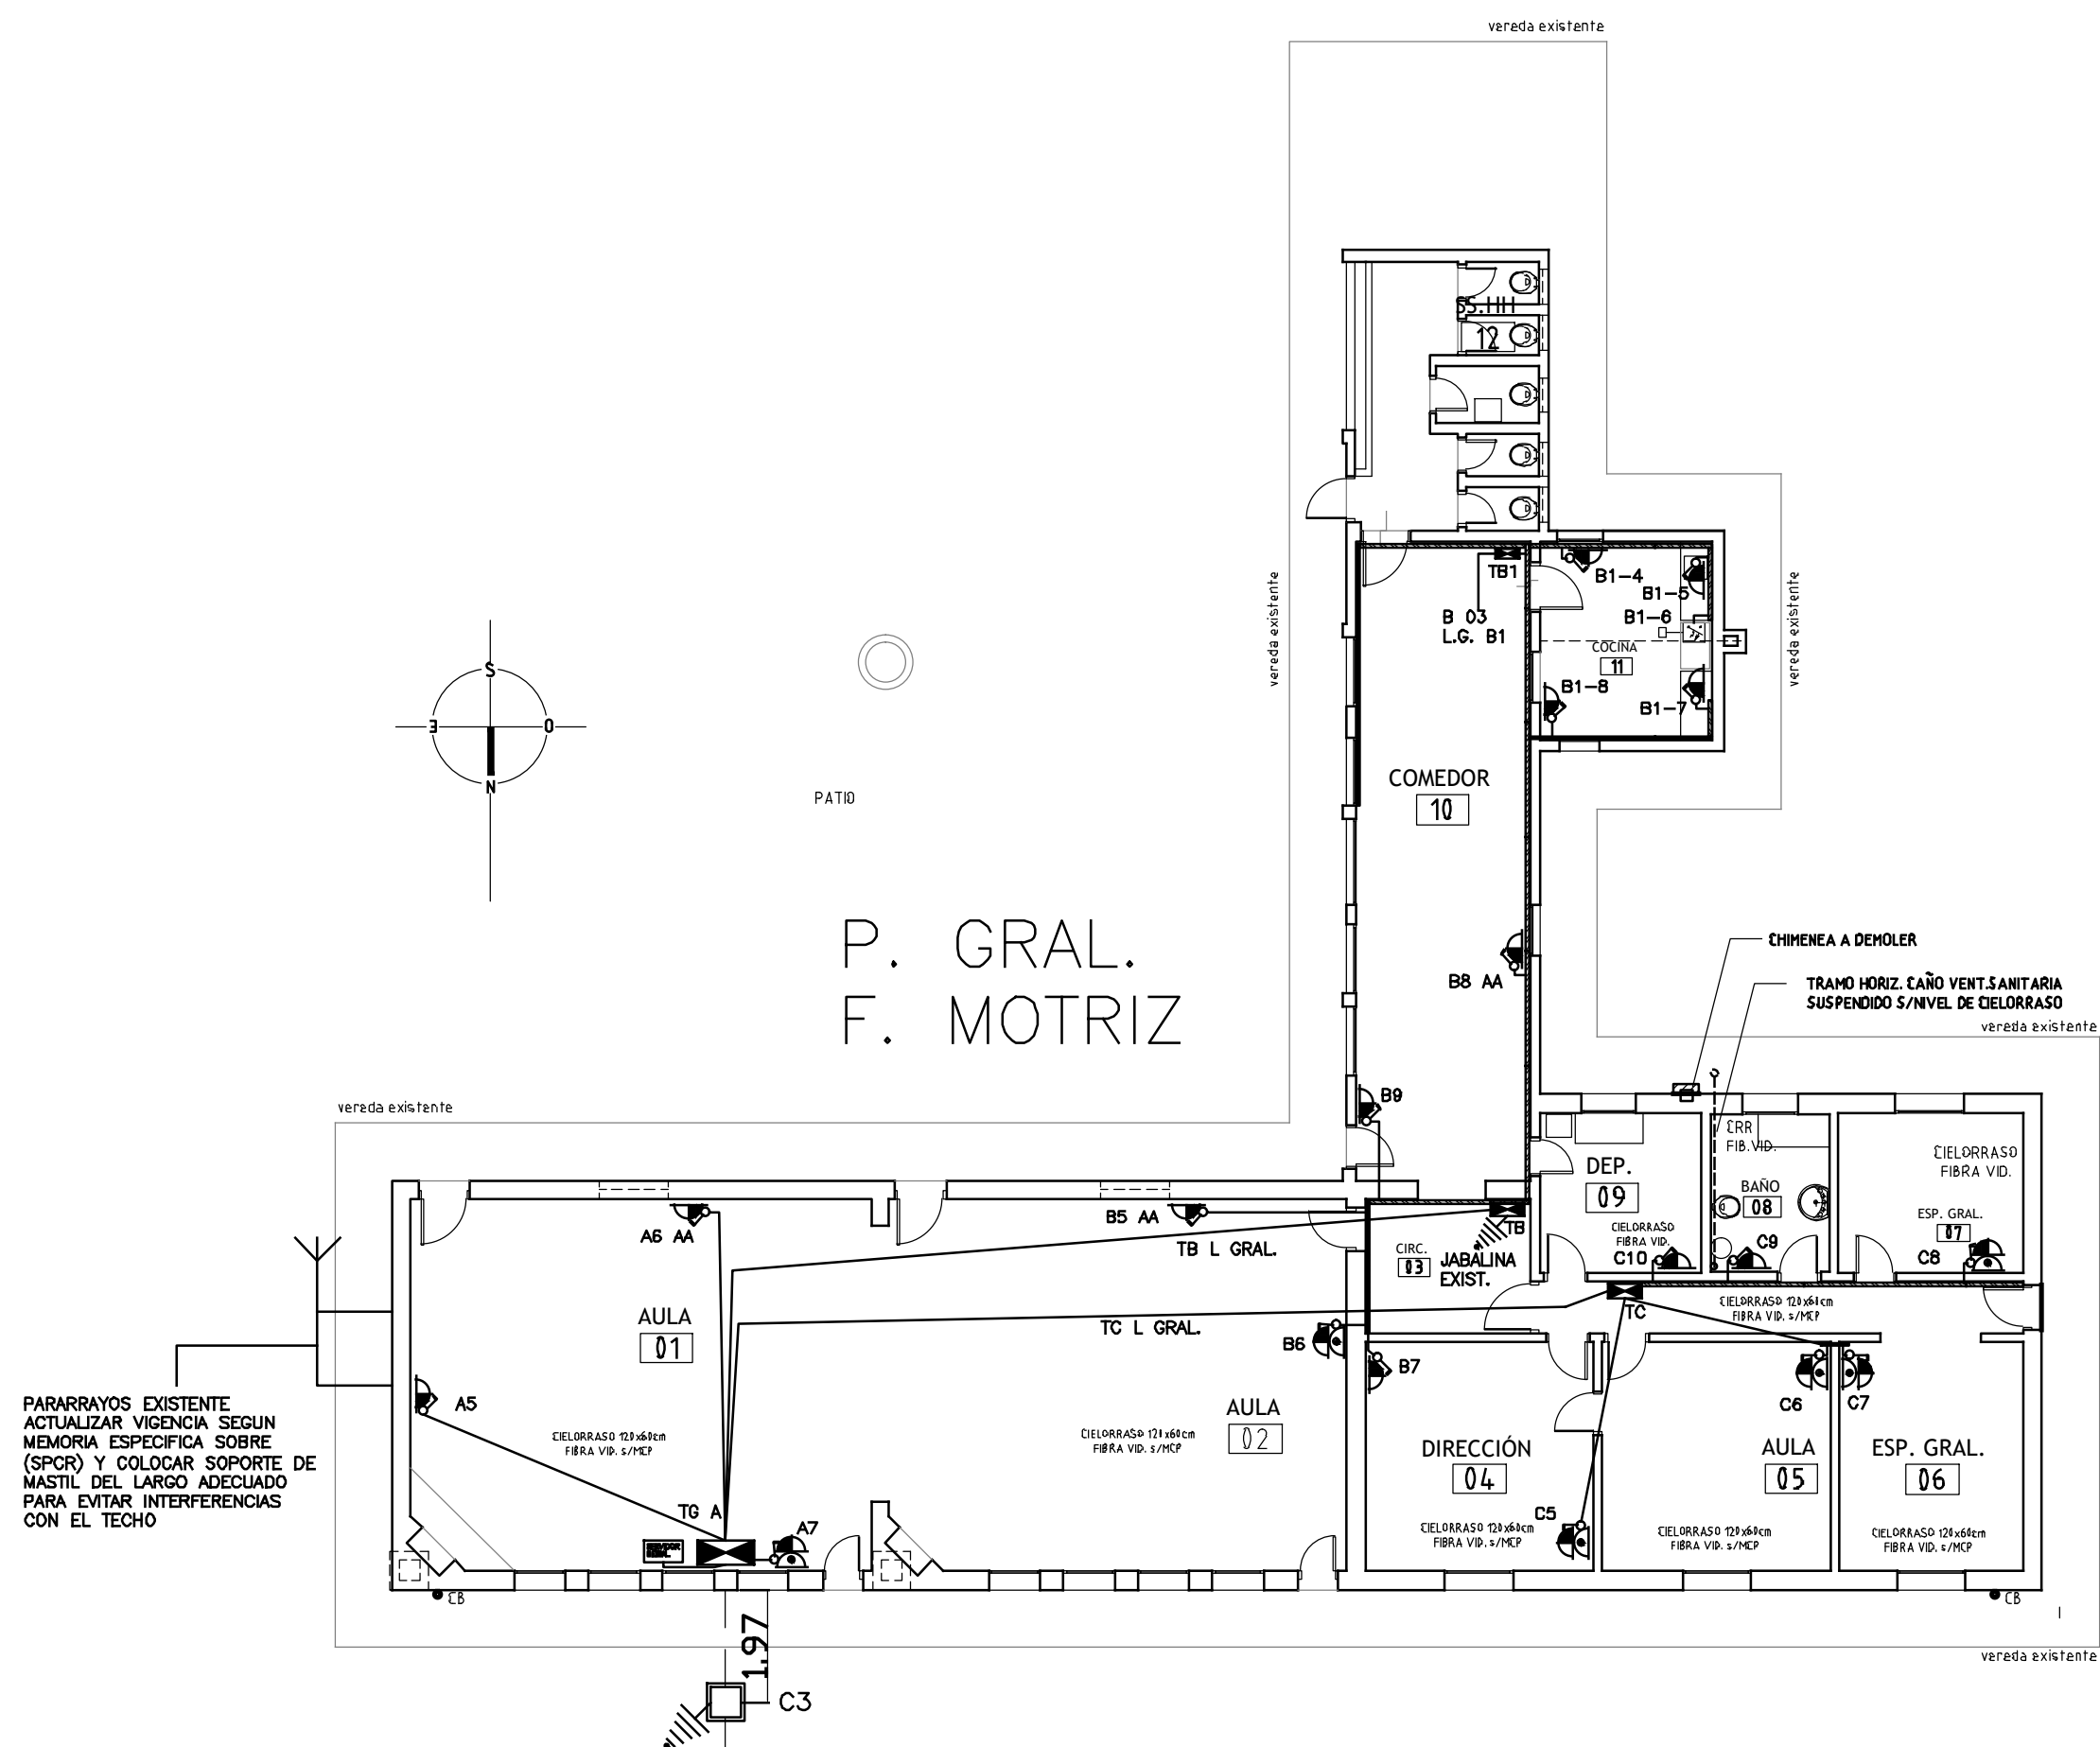 vereda existente
SS.HH
12
TB1
B1-4
B1-5
B1-6
B 03
L.G. B1
COCINA
11
B1-8
B1-7
vereda existente
vereda existente
S
E
O
N
PATIO
COMEDOR
10
P. GRAL.
F. MOTRIZ
B8 AA
CHIMENEA A DEMOLER
TRAMO HORIZ. CAÑO VENT.SANITARIA
SUSPENDIDO S/NIVEL DE CIELORRASO
vereda existente
vereda existente
B9
CRR
FIB.VID.
CIELORRASO
FIBRA VID.
DEP.
09
BAÑO
08
ESP. GRAL.
07
CIELORRASO
FIBRA VID.
C10
C9
C8
A6 AA
B5 AA
TB L GRAL.
TB
CIRC.
03
JABALINA
EXIST.
TC
CIELORRASO 120x60cm
FIBRA VID. s/MCP
AULA
01
TC L GRAL.
B6
B7
C6
C7
A5
PARARRAYOS EXISTENTE
ACTUALIZAR VIGENCIA SEGUN
MEMORIA ESPECIFICA SOBRE
(SPCR) Y COLOCAR SOPORTE DE
MASTIL DEL LARGO ADECUADO
PARA EVITAR INTERFERENCIAS
CON EL TECHO
CIELORRASO 120x60cm
FIBRA VID. s/MCP
CIELORRASO 120x60cm
FIBRA VID. s/MCP
AULA
02
DIRECCIÓN
04
AULA
05
ESP. GRAL.
06
TG A
A7
C5
CIELORRASO 120x60cm
FIBRA VID. s/MCP
CIELORRASO 120x60cm
FIBRA VID. s/MCP
CIELORRASO 120x60cm
FIBRA VID. s/MCP
CB
CB
1.97
C3
vereda existente